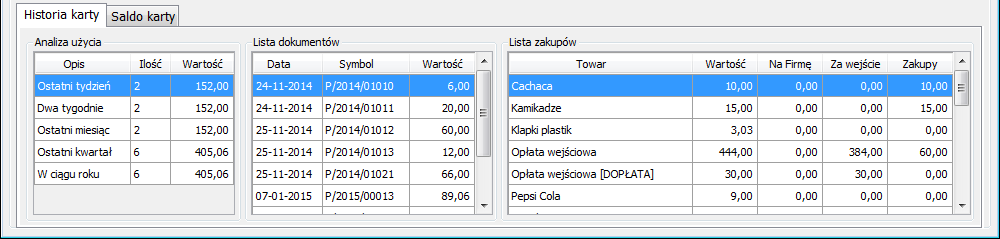 Historia karty Saldo karty
Analiza użycia
Opis Ilość Wartość
Ostatni tydzień 2 152,00
Dwa tygodnie 2 152,00
Ostatni miesiąc 2 152,00
Ostatni kwartał 6 405,06
W ciągu roku 6 405,06
Lista dokumentów
Data Symbol Wartość
24-11-2014 P/2014/01010 6,00
24-11-2014 P/2014/01011 20,00
25-11-2014 P/2014/01012 60,00
25-11-2014 P/2014/01013 12,00
25-11-2014 P/2014/01021 66,00
07-01-2015 P/2015/00013 89,06
Lista zakupów
Towar Wartość Na Firmę Za wejście Zakupy
Cachaca 10,00 0,00 0,00 10,00
Kamikadze 15,00 0,00 0,00 15,00
Klapki plastik 3,03 0,00 0,00 0,00
Opłata wejściowa 444,00 0,00 384,00 60,00
Opłata wejściowa [DOPŁATA] 30,00 0,00 30,00 0,00
Pepsi Cola 9,00 0,00 0,00 9,00